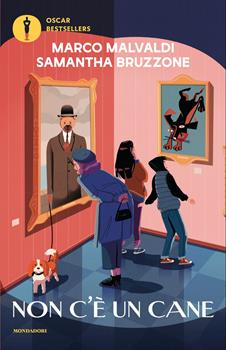 OSCAR
BESTSELLERS
MARCO MALVALDI
SAMANTHA BRUZZONE
NON C'È UN CANE
MONDADORI